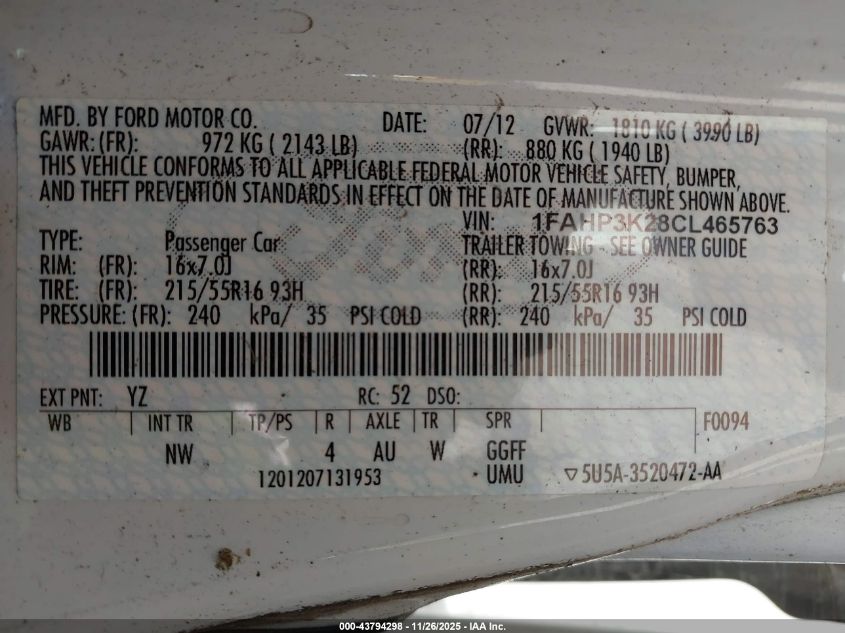 MFD. BY FORD MOTOR CO. DATE: 07/12 GVWR: 1810 KG ( 3990 LB)
GAWR: (FR): 972 KG ( 2143 LB) (RR): 880 KG ( 1940 LB)
THIS VEHICLE CONFORMS TO ALL APPLICABLE FEDERAL MOTOR VEHICLE SAFETY, BUMPER,
AND THEFT PREVENTION STANDARDS IN EFFECT ON THE DATE OF MANUFACTURE SHOWN ABOVE.
VIN: 1FAHP3K28CL465763
TYPE: Passenger Car TRAILER TOWING - SEE OWNER GUIDE
RIM: (FR): 16x7.0J (RR): 16x7.0J
TIRE: (FR): 215/55R16 93H (RR): 215/55R16 93H
PRESSURE: (FR): 240 kPa/ 35 PSI COLD (RR): 240 kPa/ 35 PSI COLD
EXT PNT: YZ RC: 52 DSO:
WB INT TR TP/PS R AXLE TR SPR F0094
NW 4 AU W GGFF
1201207131953 UMU ▽5U5A-3520472-AA
000-43794298 - 11/26/2025 - IAA, Inc.